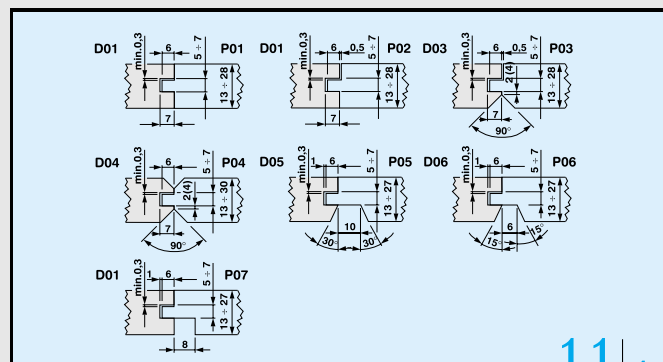 D01 6 P01
min.0,3 5 ÷ 7 13 ÷ 28
7
D01 6 0,5 P02
min.0,3 5 ÷ 7 13 ÷ 28
7
D03 6 0,5 P03
min.0,3 2(4) 5 ÷ 7 13 ÷ 28
7
90°
D04 6 P04
min.0,3 2(4) 5 ÷ 7 13 ÷ 30
7
90°
D05 1 6 P05
min.0,3 5 ÷ 7 13 ÷ 27
10
30° 30°
D06 1 6 P06
min.0,3 5 ÷ 7 13 ÷ 27
6
15° 15°
D01 1 6 P07
min.0,3 5 ÷ 7 13 ÷ 27
8
11